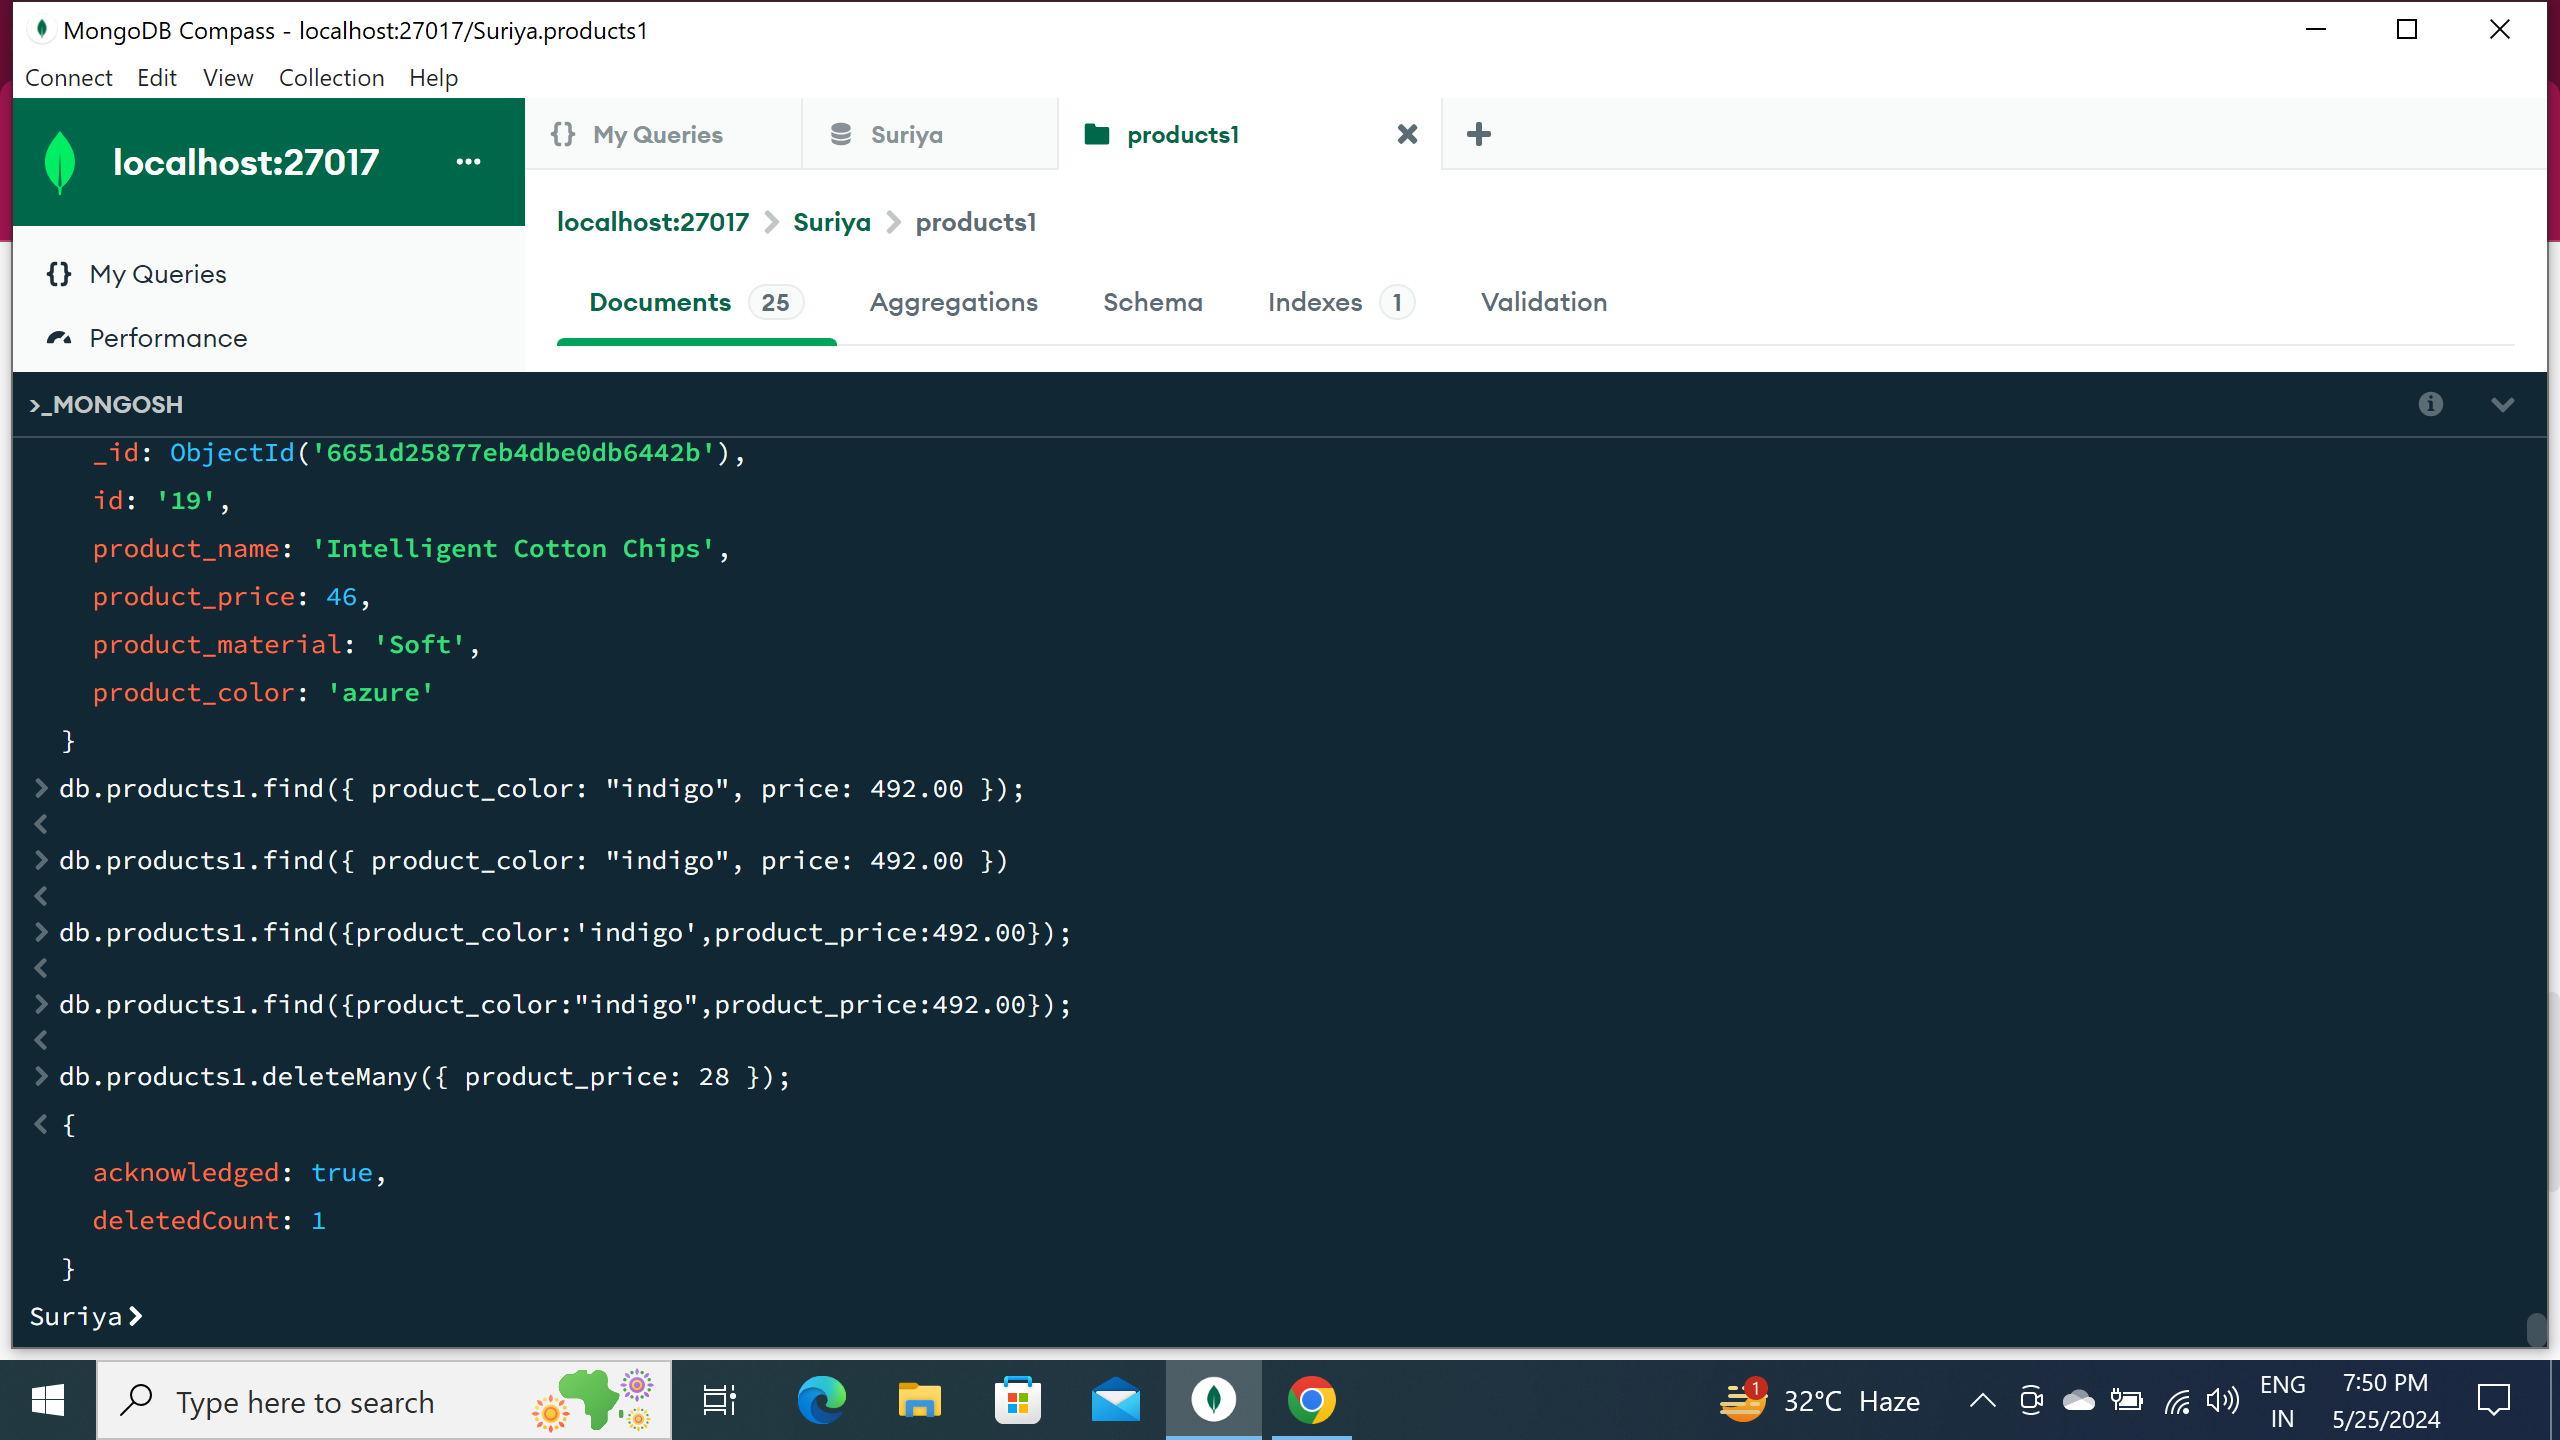 MongoDB Compass - localhost:27017/Suriya.products1
Connect Edit View Collection Help
localhost:27017 ...
{} My Queries Suriya products1
localhost:27017 > Suriya > products1
{} My Queries
Documents 25 Aggregations Schema Indexes 1 Validation
Performance
>_MONGOSH
_id: ObjectId('6651d25877eb4dbe0db6442b'),
id: '19',
product_name: 'Intelligent Cotton Chips',
product_price: 46,
product_material: 'Soft',
product_color: 'azure'
}
> db.products1.find({ product_color: "indigo", price: 492.00 });
<
> db.products1.find({ product_color: "indigo", price: 492.00 })
<
> db.products1.find({product_color:'indigo',product_price:492.00});
<
> db.products1.find({product_color:"indigo",product_price:492.00});
<
> db.products1.deleteMany({ product_price: 28 });
< {
acknowledged: true,
deletedCount: 1
}
Suriya>
Type here to search
1
32°C Haze
ENG
IN
7:50 PM
5/25/2024